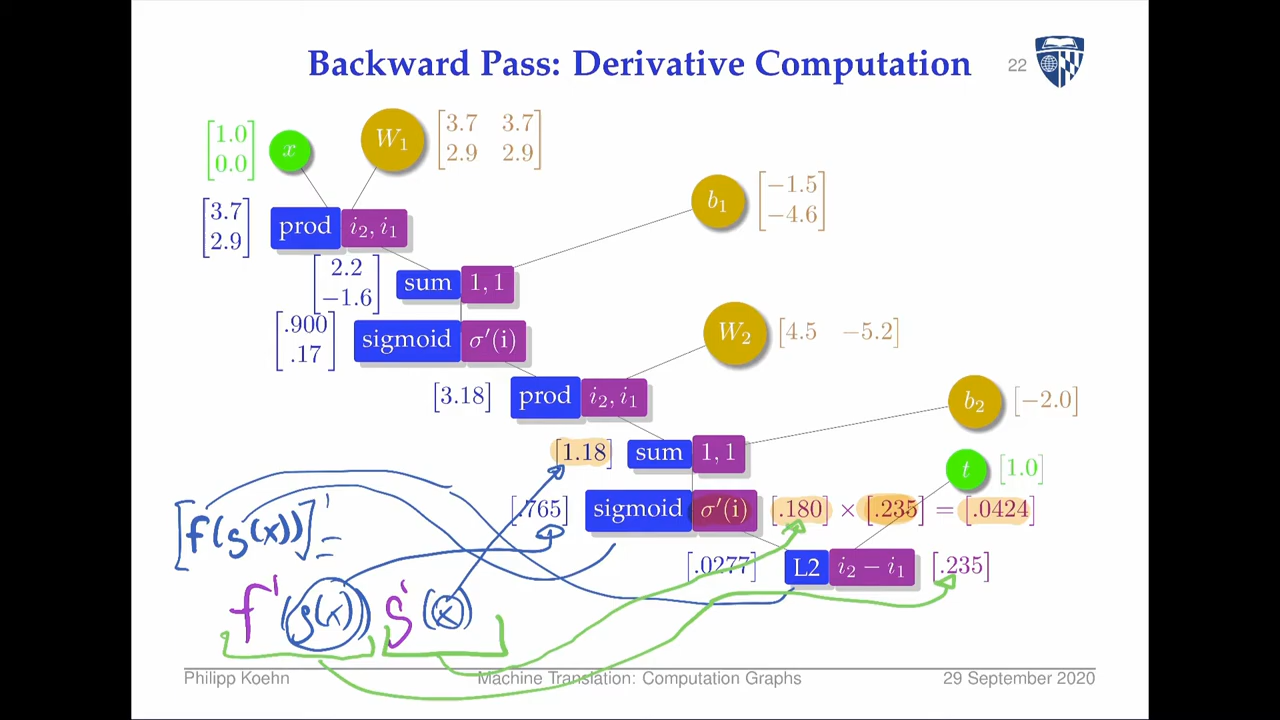 Backward Pass: Derivative Computation 22
[1.0 0.0] x W₁ [3.7 3.7 2.9 2.9]
[3.7 2.9] prod i₂, i₁
b₁ [−1.5 −4.6]
[2.2 −1.6] sum 1, 1
[.900 .17] sigmoid σ′(i)
W₂ [4.5 −5.2]
[3.18] prod i₂, i₁
b₂ [−2.0]
[1.18] sum 1, 1
t [1.0]
[.765] sigmoid σ′(i) [.180] × [.235] = [.0424]
[f(g(x))]′ =
[.0277] L2 i₂ − i₁ [.235]
f′(g(x)) g′(x)
Philipp Koehn Machine Translation: Computation Graphs 29 September 2020